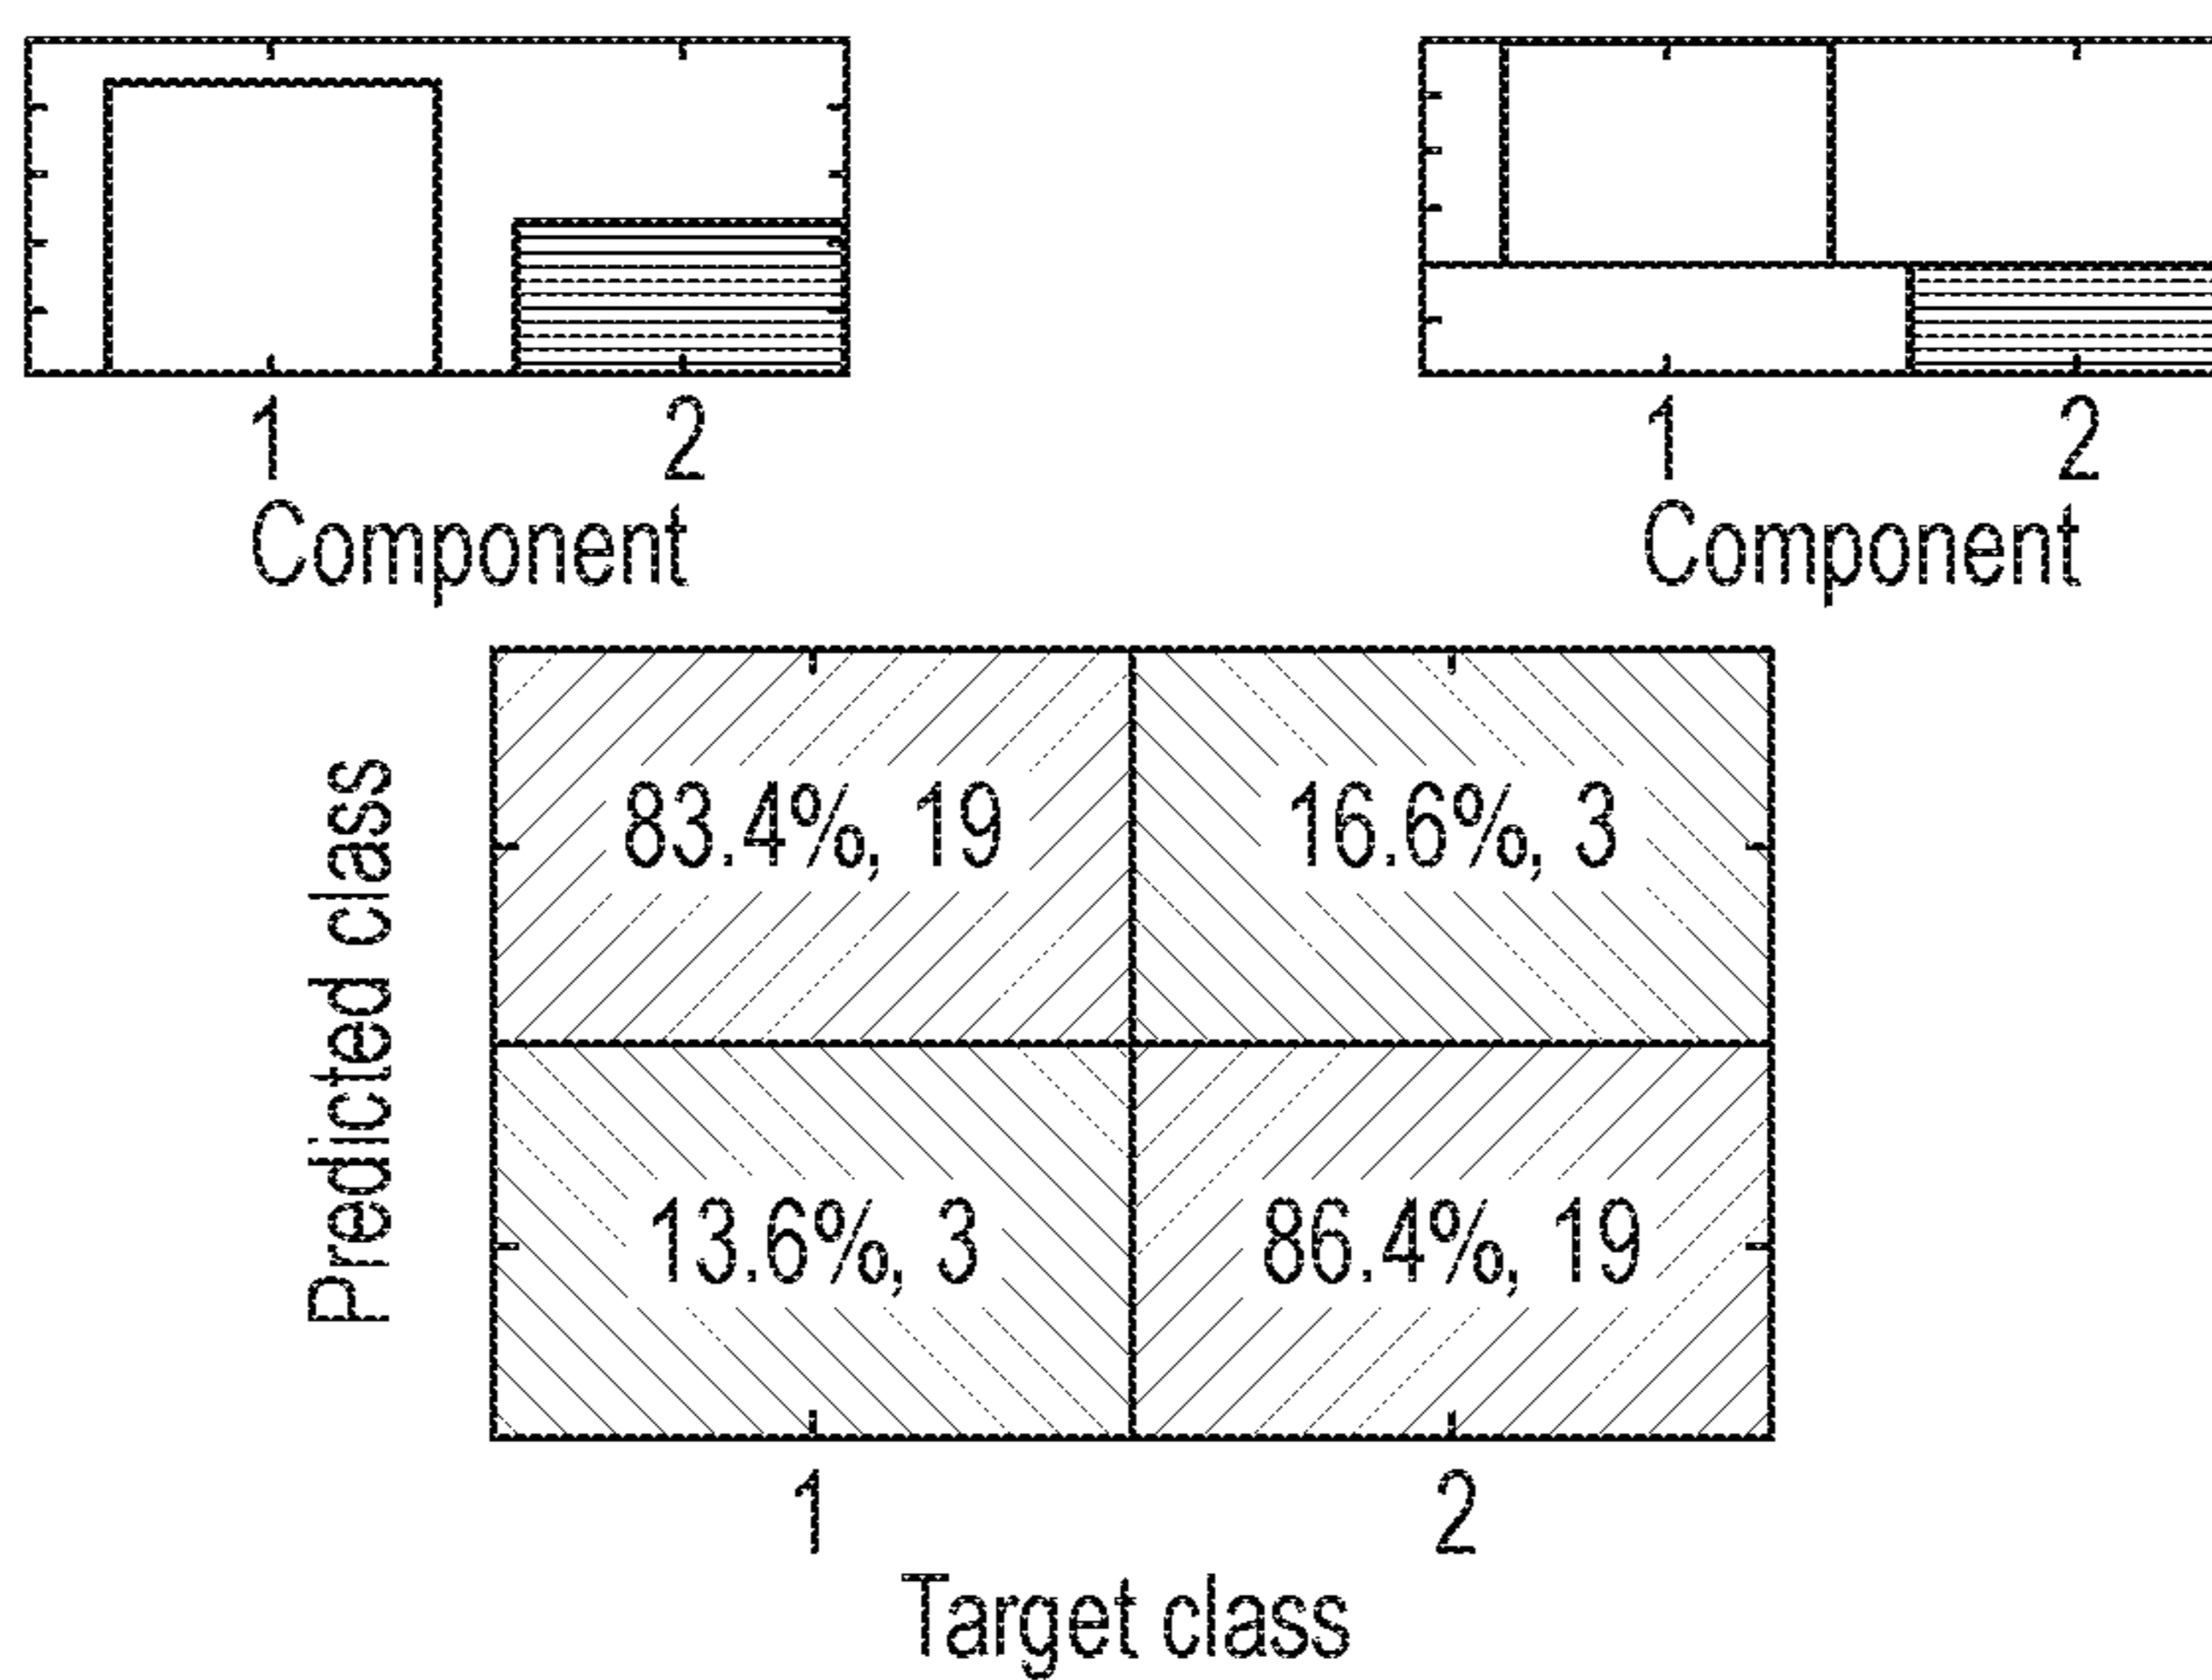 1 2
Component
1 2
Component
Predicted class
83.4%, 19
16.6%, 3
13.6%, 3
86.4%, 19
1 2
Target class